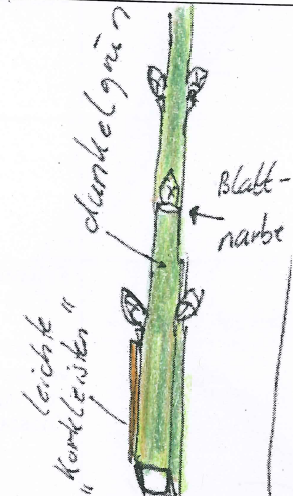 dunkelgrün
Blatt-
narbe
leichte
"Korkleisten"